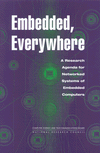 Embedded,
Everywhere
A Research
Agenda for
Networked
Systems of
Embedded
Computers